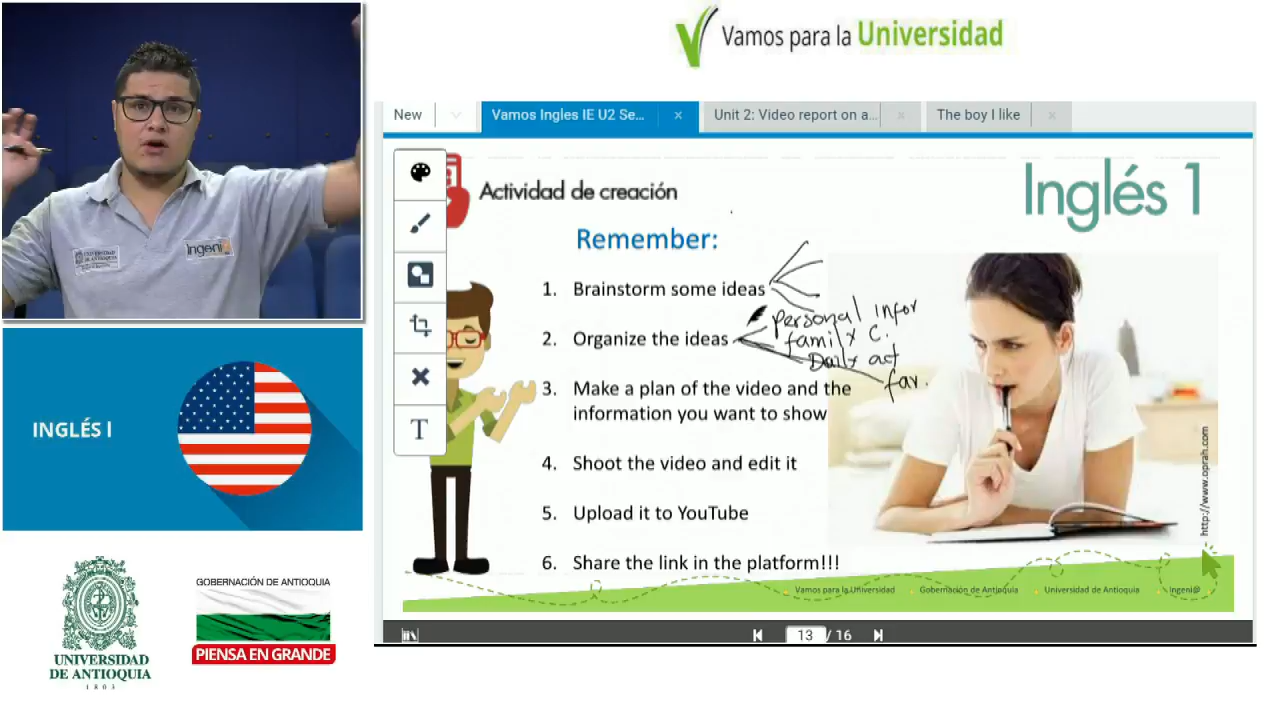 Vamos para la Universidad
New
Vamos Ingles IE U2 Se...
Unit 2: Video report on a...
The boy I like
Actividad de creación
Inglés 1
Remember:
1. Brainstorm some ideas
personal infor
2. Organize the ideas
family c.
Daily act
fav.
3. Make a plan of the video and the
information you want to show
4. Shoot the video and edit it
5. Upload it to YouTube
6. Share the link in the platform!!!
http://www.oprah.com
Vamos para la Universidad
Gobernación de Antioquia
Universidad de Antioquia
Ingeni@
13 / 16
T
UNIVERSIDAD
DE ANTIOQUIA
ingeni@
INGLÉS I
UNIVERSIDAD
DE ANTIOQUIA
1803
GOBERNACIÓN DE ANTIOQUIA
PIENSA EN GRANDE